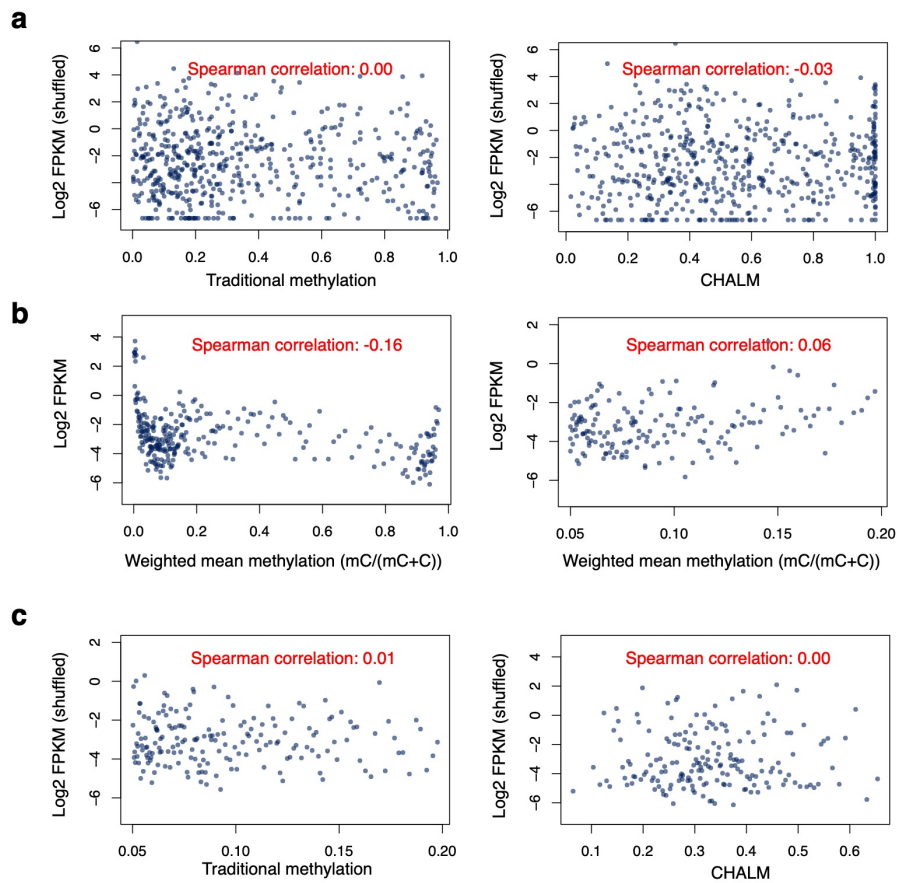 a
Spearman correlation: 0.00
Log2 FPKM (shuffled)
6
4
2
0
−2
−6
0.0 0.2 0.4 0.6 0.8 1.0
Traditional methylation
Spearman correlation: -0.03
Log2 FPKM (shuffled)
6
4
2
0
−2
−6
0.0 0.2 0.4 0.6 0.8 1.0
CHALM
b
Spearman correlation: -0.16
Log2 FPKM
4
2
0
−2
−4
−6
0.0 0.2 0.4 0.6 0.8 1.0
Weighted mean methylation (mC/(mC+C))
Spearman correlation: 0.06
Log2 FPKM
2
0
−2
−4
−6
0.05 0.10 0.15 0.20
Weighted mean methylation (mC/(mC+C))
c
Spearman correlation: 0.01
Log2 FPKM (shuffled)
2
0
−2
−4
−6
0.05 0.10 0.15 0.20
Traditional methylation
Spearman correlation: 0.00
Log2 FPKM (shuffled)
4
2
0
−2
−4
−6
0.1 0.2 0.3 0.4 0.5 0.6
CHALM